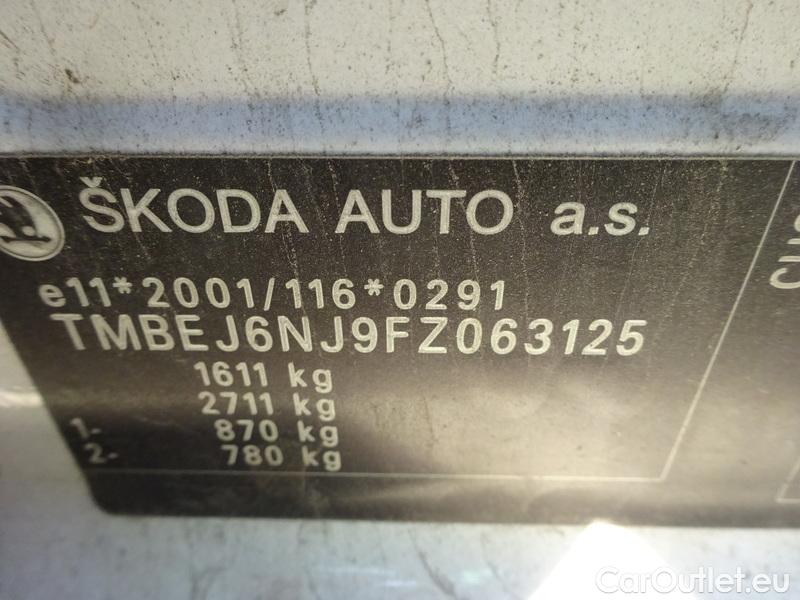 ŠKODA AUTO a.s.
e11*2001/116*0291
TMBEJ6NJ9FZ063125
1611 kg
2711 kg
1- 870 kg
2- 780 kg
CarOutlet.eu